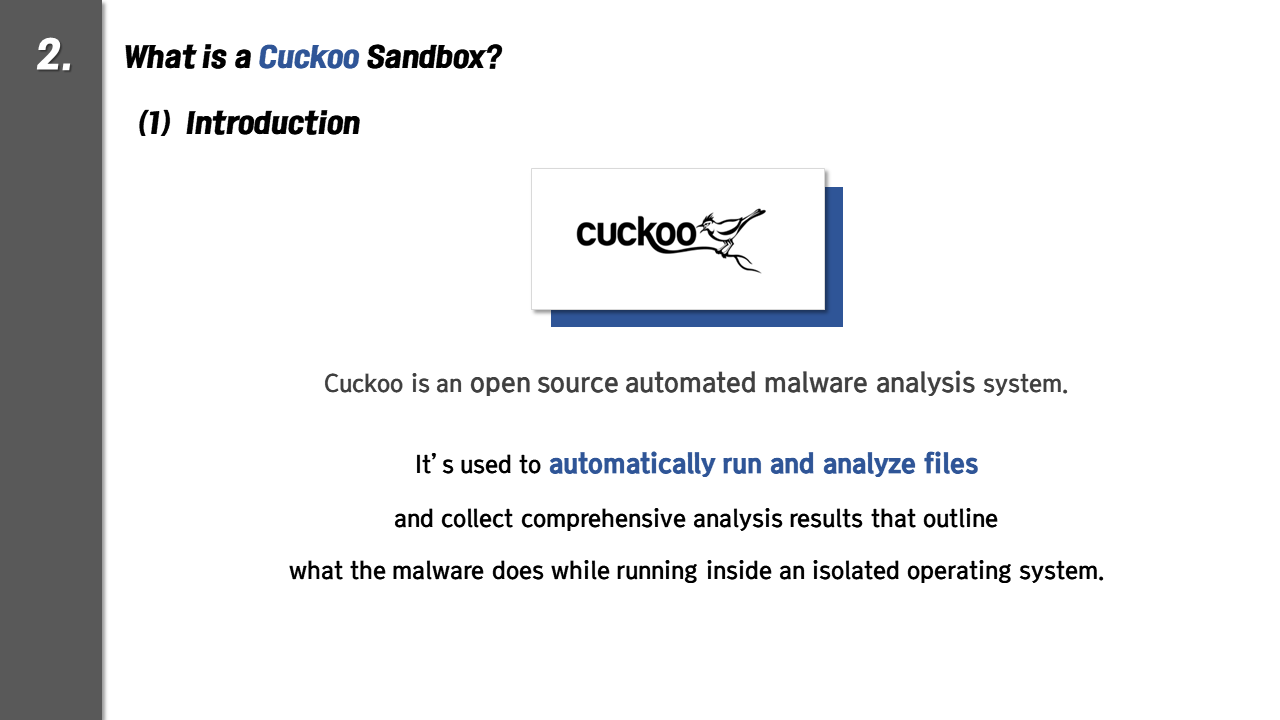 2.
What is a Cuckoo Sandbox?
(1) Introduction
cuckoo
Cuckoo is an open source automated malware analysis system.
It’s used to automatically run and analyze files
and collect comprehensive analysis results that outline
what the malware does while running inside an isolated operating system.